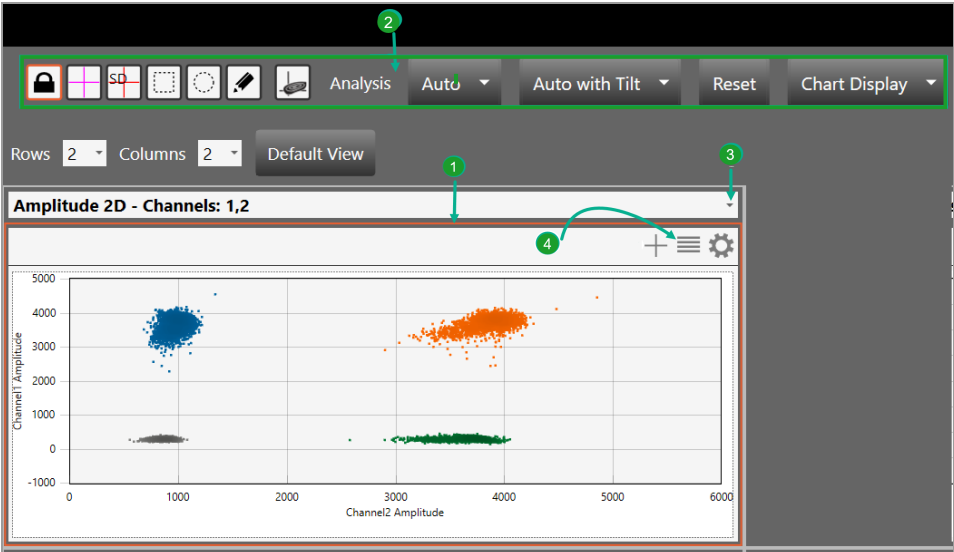 2
SD Analysis Auto Auto with Tilt Reset Chart Display
Rows 2 Columns 2 Default View
1
3
Amplitude 2D - Channels: 1,2
4
5000
4000
3000
2000
1000
0
-1000
Channel1 Amplitude
0 1000 2000 3000 4000 5000 6000
Channel2 Amplitude